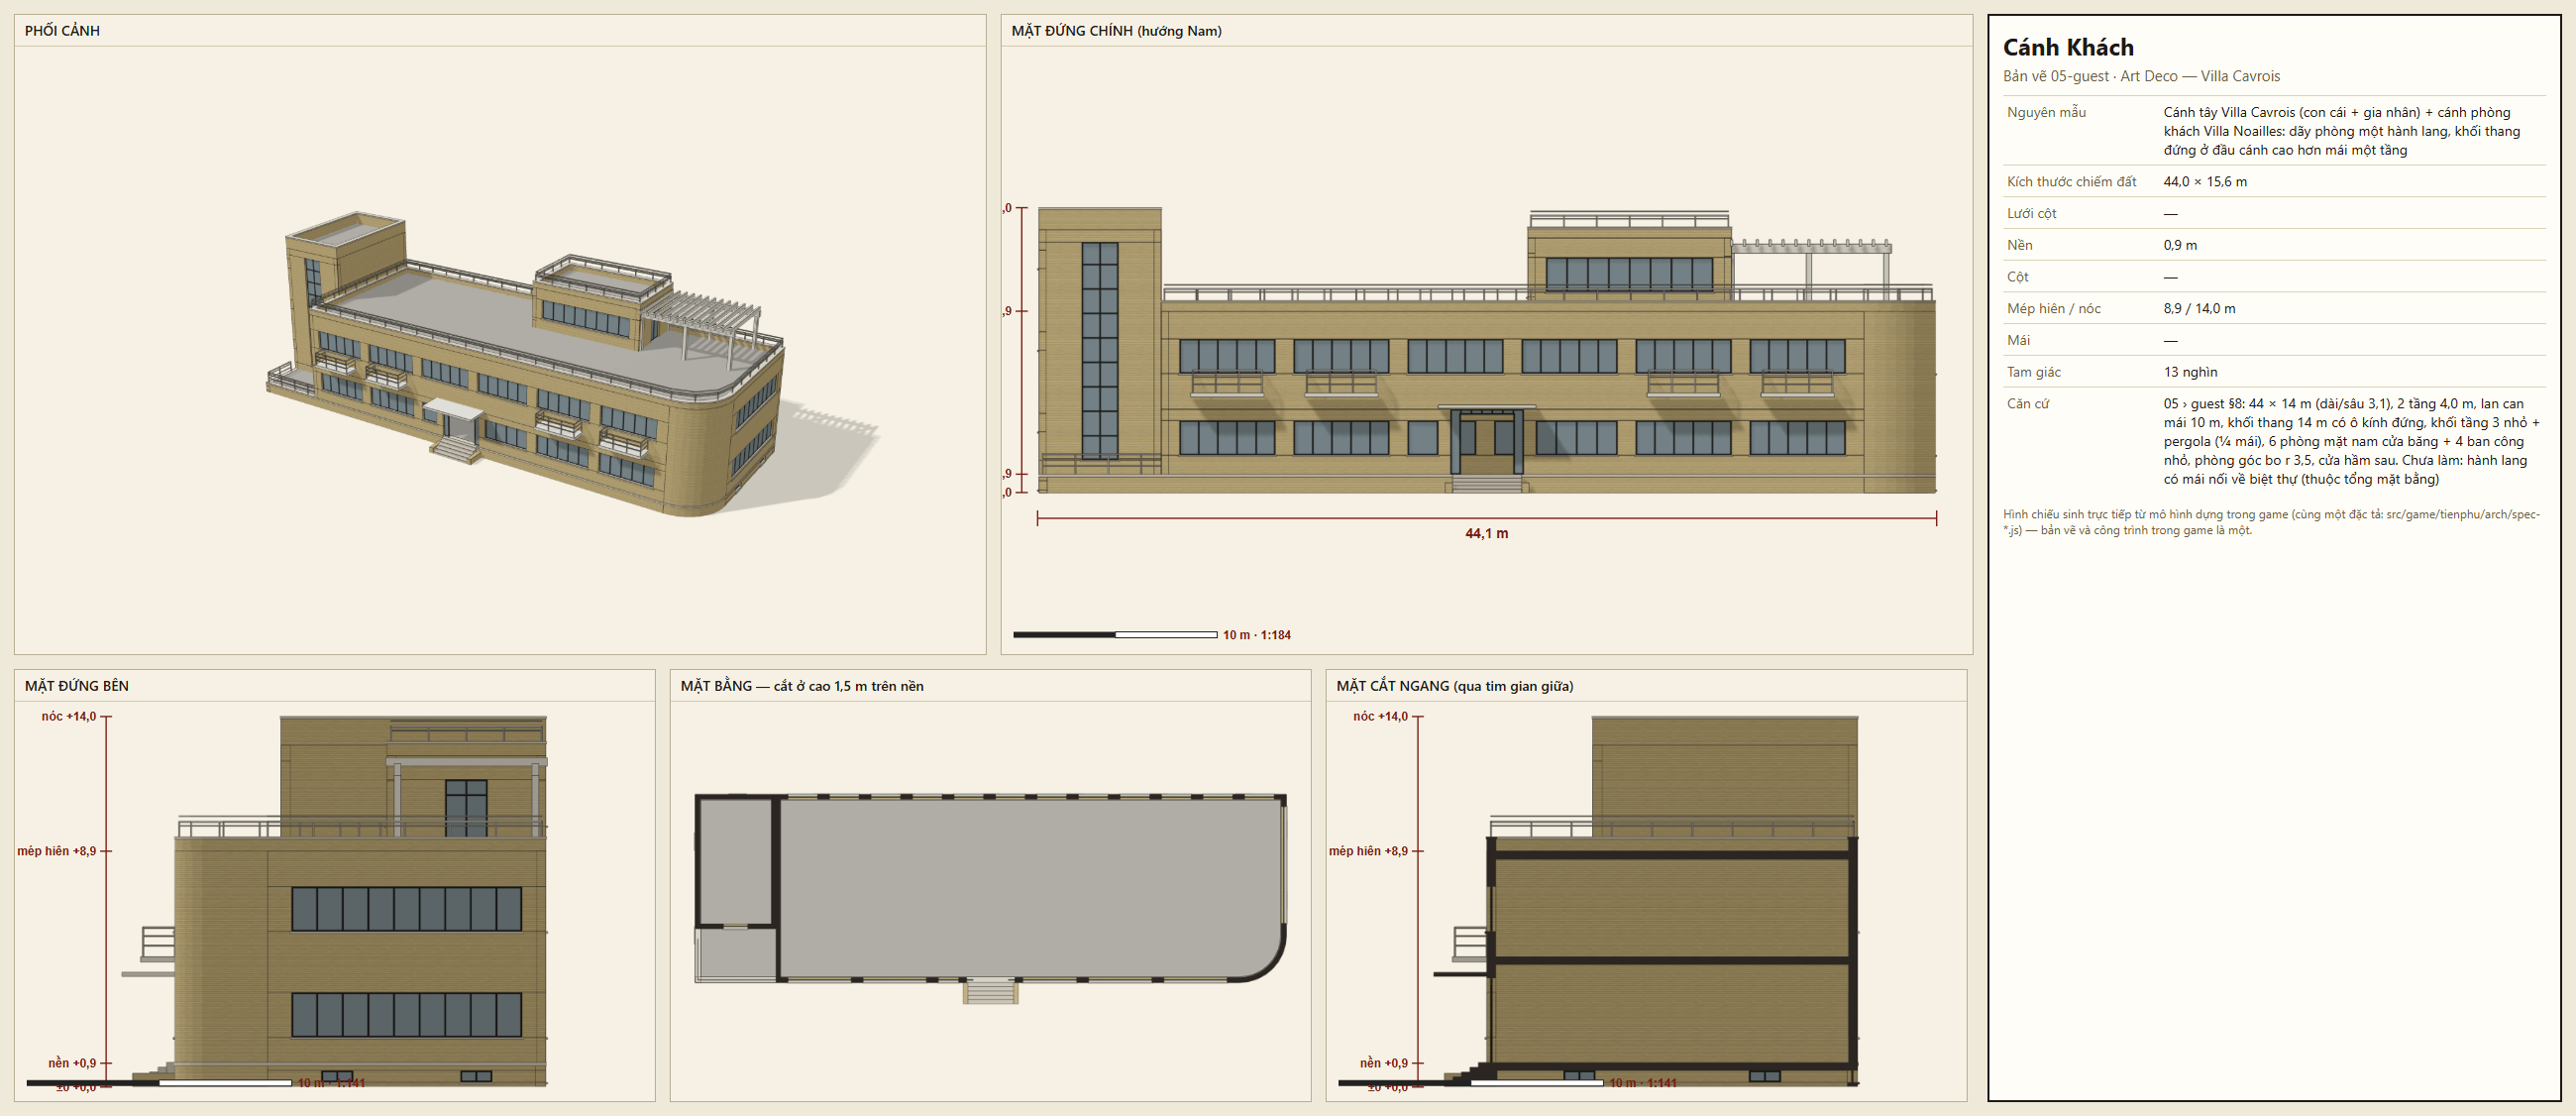 PHỐI CẢNH
MẶT ĐỨNG CHÍNH (hướng Nam)
,0
,9
,9
,0
44,1 m
10 m · 1:184
MẶT ĐỨNG BÊN
nóc +14,0
mép hiên +8,9
nền +0,9
±0 +0,0
10 m · 1:141
MẶT BẰNG — cắt ở cao 1,5 m trên nền
MẶT CẮT NGANG (qua tim gian giữa)
nóc +14,0
mép hiên +8,9
nền +0,9
±0 +0,0
10 m · 1:141
Cánh Khách
Bản vẽ 05-guest · Art Deco — Villa Cavrois
Nguyên mẫu
Cánh tây Villa Cavrois (con cái + gia nhân) + cánh phòng
khách Villa Noailles: dãy phòng một hành lang, khối thang
đứng ở đầu cánh cao hơn mái một tầng
Kích thước chiếm đất
44,0 × 15,6 m
Lưới cột
—
Nền
0,9 m
Cột
—
Mép hiên / nóc
8,9 / 14,0 m
Mái
—
Tam giác
13 nghìn
Căn cứ
05 › guest §8: 44 × 14 m (dài/sâu 3,1), 2 tầng 4,0 m, lan can
mái 10 m, khối thang 14 m có ô kính đứng, khối tầng 3 nhỏ +
pergola (¼ mái), 6 phòng mặt nam cửa băng + 4 ban công
nhỏ, phòng góc bo r 3,5, cửa hầm sau. Chưa làm: hành lang
có mái nối về biệt thự (thuộc tổng mặt bằng)
Hình chiếu sinh trực tiếp từ mô hình dựng trong game (cùng một đặc tả: src/game/tienphu/arch/spec-
*.js) — bản vẽ và công trình trong game là một.